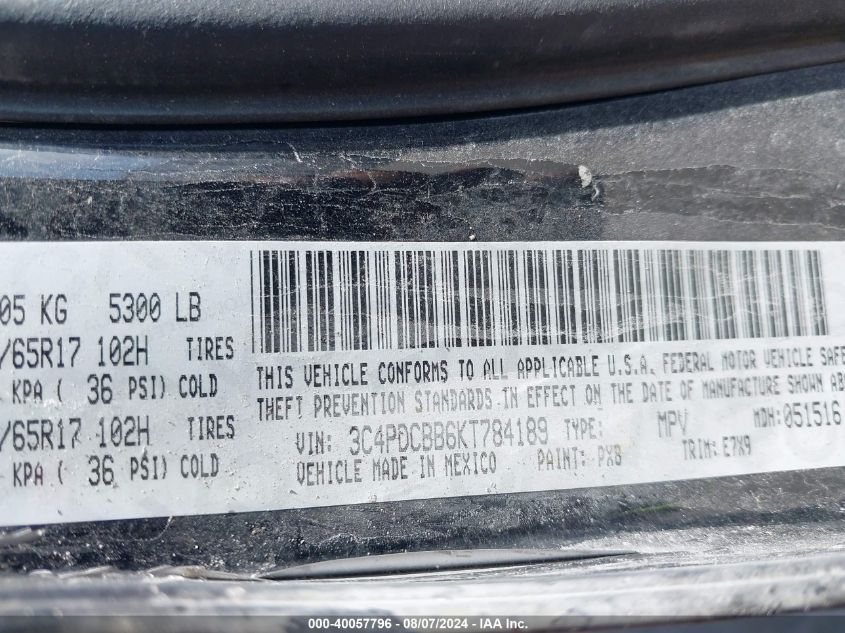 05 KG 5300 LB
/65R17 102H TIRES
KPA ( 36 PSI) COLD
/65R17 102H
KPA ( 36 PSI) COLD
THIS VEHICLE CONFORMS TO ALL APPLICABLE U.S.A. FEDERAL MOTOR VEHICLE SAFE
THEFT PREVENTION STANDARDS IN EFFECT ON THE DATE OF MANUFACTURE SHOWN AB
VIN: 3C4PDCBB6KT784189 TYPE: MPV MDH: 051516
VEHICLE MADE IN MEXICO PAINT: PX8 TRIM: E7X9
000-40057796 - 08/07/2024 - IAA Inc.